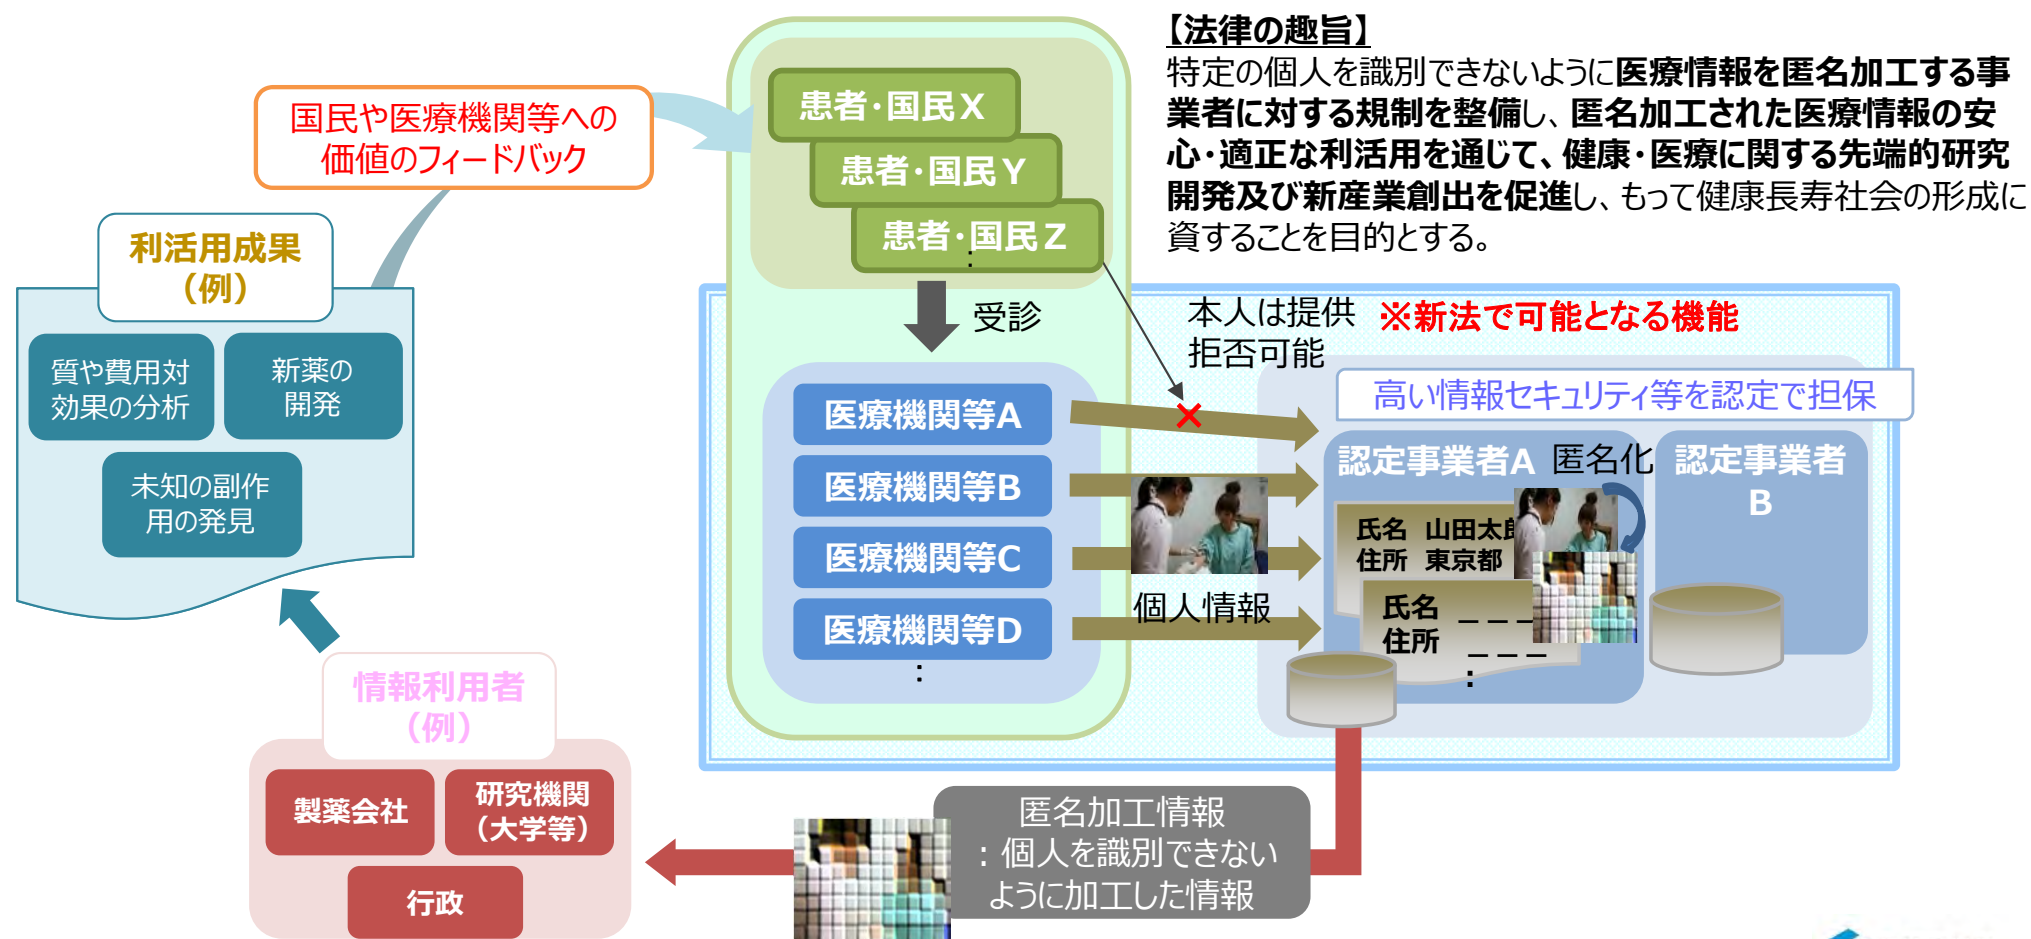 【法律の趣旨】
特定の個人を識別できないように医療情報を匿名加工する事
業者に対する規制を整備し、匿名加工された医療情報の安
心・適正な利活用を通じて、健康・医療に関する先端的研究
開発及び新産業創出を促進し、もって健康長寿社会の形成に
資することを目的とする。
国民や医療機関等への
価値のフィードバック
患者・国民X
患者・国民Y
患者・国民Z
:
受診
利活用成果
（例）
質や費用対
効果の分析
新薬の
開発
未知の副作
用の発見
本人は提供
拒否可能
※新法で可能となる機能
高い情報セキュリティ等を認定で担保
医療機関等A
医療機関等B
医療機関等C
医療機関等D
:
個人情報
認定事業者A
匿名化
認定事業者
B
氏名 山田太郎
住所 東京都
氏名 ＿＿＿
住所 ＿＿＿
:
情報利用者
（例）
製薬会社
研究機関
（大学等）
行政
匿名加工情報
：個人を識別できない
ように加工した情報